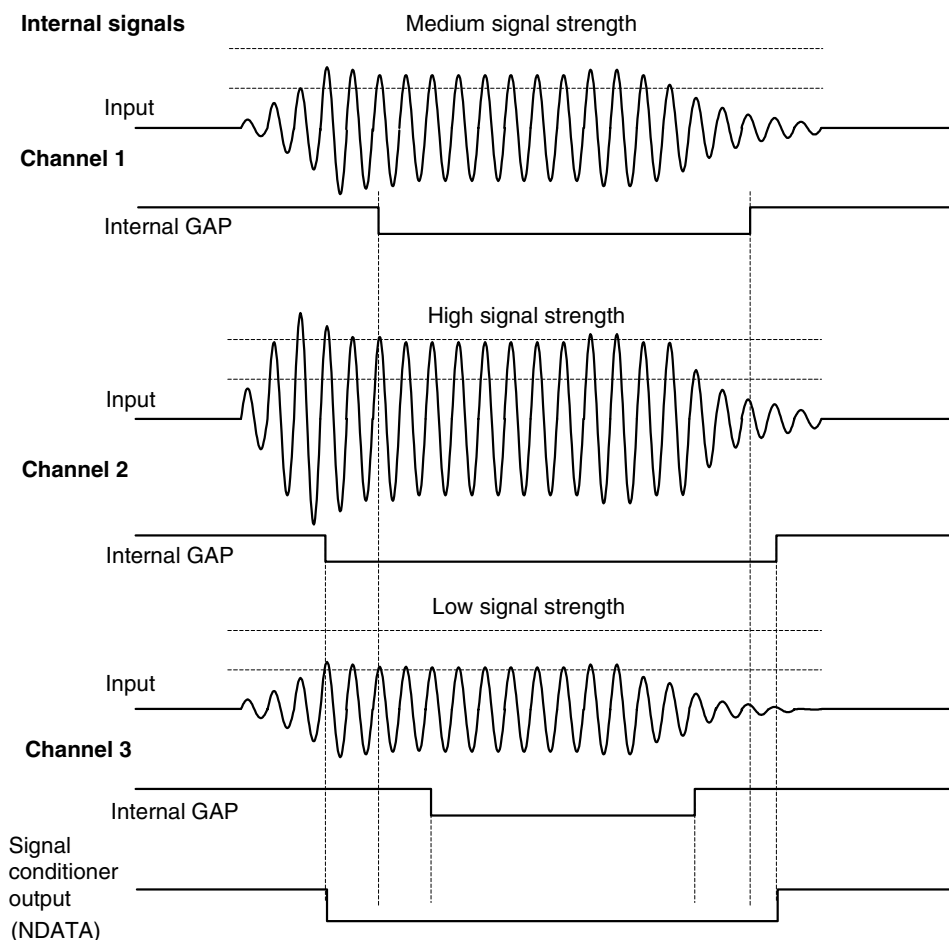 Internal signals
Medium signal strength
Input
Channel 1
Internal GAP
High signal strength
Input
Channel 2
Internal GAP
Low signal strength
Input
Channel 3
Internal GAP
Signal
conditioner
output
(NDATA)